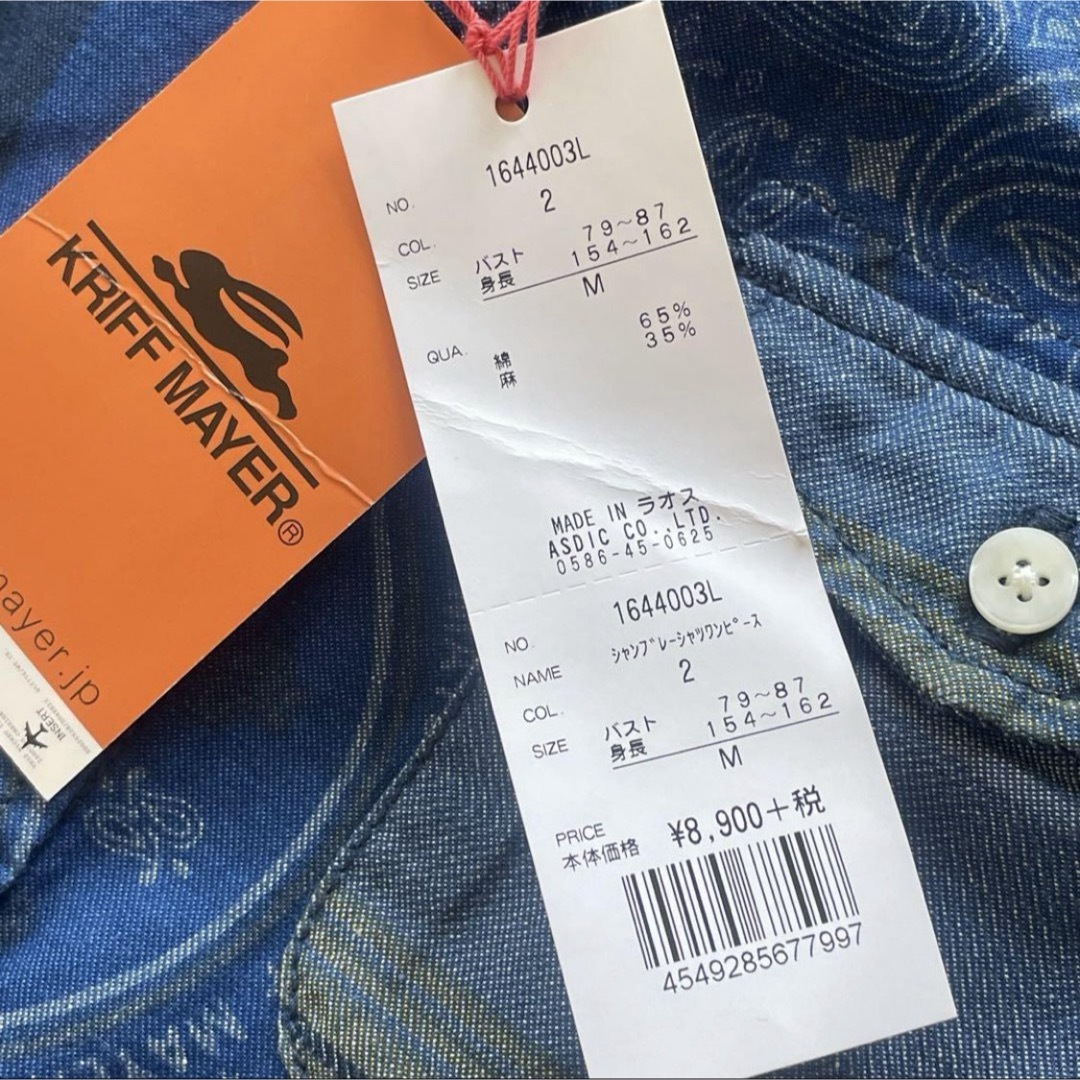 KRIFF MAYER®
mayer.jp
INSERT
NO. 1644003L
COL. 2
SIZE バスト 79～87
身長 154～162
M
QUA. 綿 65%
麻 35%
MADE IN ラオス
ASDIC CO.,LTD.
0586-45-0625
NO. 1644003L
NAME ｼｬﾝﾌﾞﾚｰｼｬﾂﾜﾝﾋﾟｰｽ
COL. 2
SIZE バスト 79～87
身長 154～162
M
PRICE
本体価格 ¥8,900+税
4549285677997